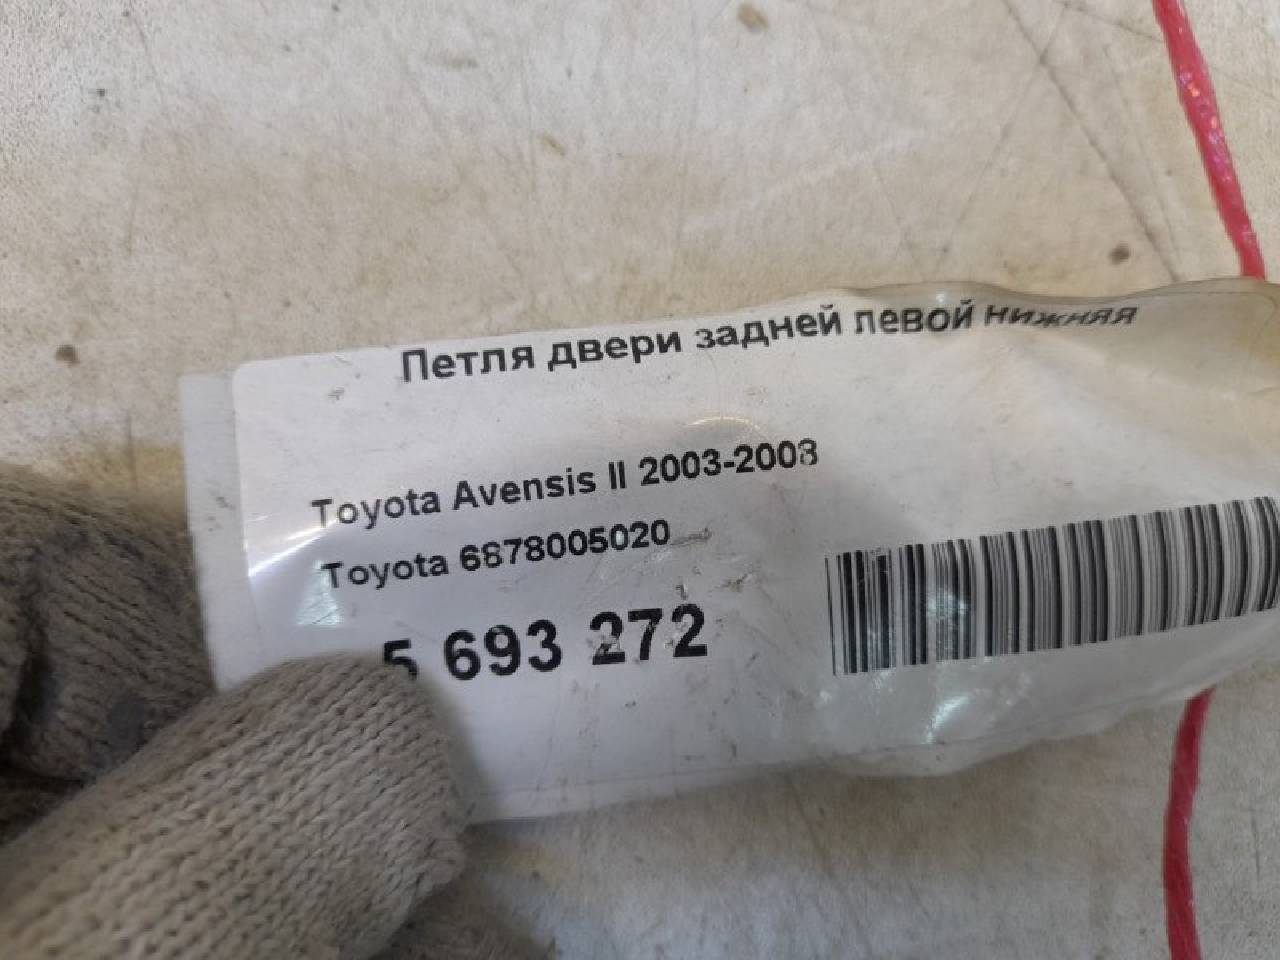 Петля двери задней левой нижняя
Toyota Avensis II 2003-2008
Toyota 6878005020
5 693 272